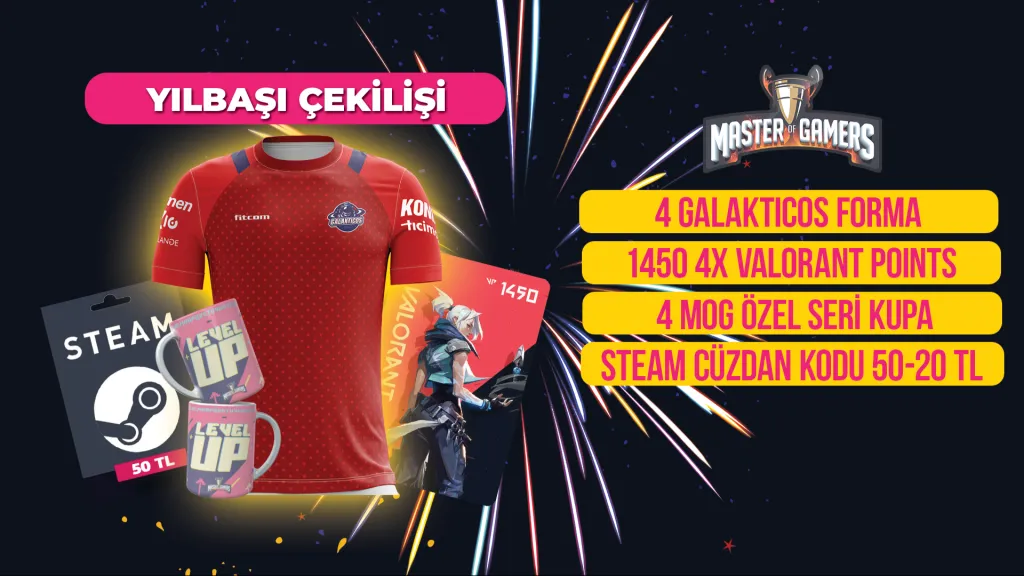 YILBAŞI ÇEKİLİŞİ
MASTER OF GAMERS
4 GALAKTICOS FORMA
1450 4X VALORANT POINTS
4 MOG ÖZEL SERİ KUPA
STEAM CÜZDAN KODU 50-20 TL
fitcom
GALAKTICOS
STEAM
50 TL
LEVEL
UP
LEVEL
UP
1450
VALORANT